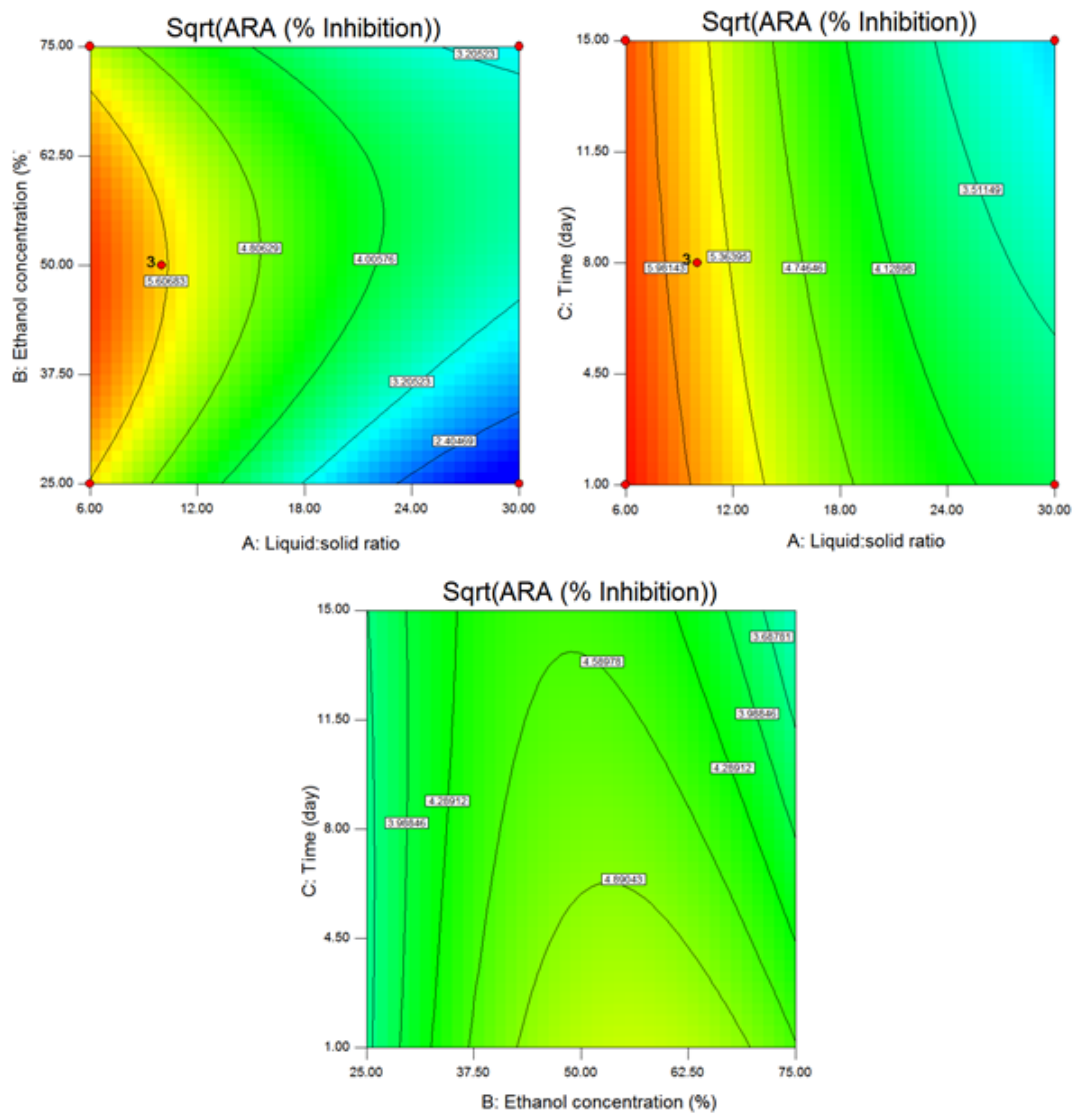 Sqrt(ARA (% Inhibition))
75.00
62.50
50.00
37.50
25.00
B: Ethanol concentration (%)
3.20523
3
5.60683
4.80629
4.00576
3.20523
2.40469
6.00 12.00 18.00 24.00 30.00
A: Liquid:solid ratio
Sqrt(ARA (% Inhibition))
15.00
11.50
8.00
4.50
1.00
C: Time (day)
3.51149
5.98143
3
5.36395
4.74646
4.12898
6.00 12.00 18.00 24.00 30.00
A: Liquid:solid ratio
Sqrt(ARA (% Inhibition))
15.00
11.50
8.00
4.50
1.00
C: Time (day)
3.68781
4.58978
3.98846
4.28912
4.28912
3.98846
4.89043
25.00 37.50 50.00 62.50 75.00
B: Ethanol concentration (%)